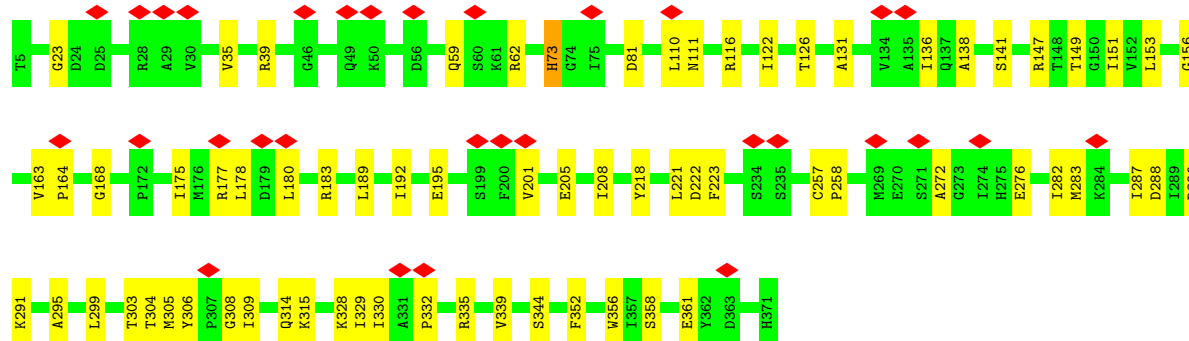 T5 G23 D24 D25 R28 A29 V30 V35 R39 G46 Q49 K50 D56 Q59 S60 K61 R62 H73 G74 I75 D81 L110 N111 R116 I122 T126 A131 V134 A135 I136 Q137 A138 S141 R147 T148 T149 G150 I151 V152 L153 G156
V163 P164 G168 P172 I175 M176 R177 L178 D179 L180 R183 L189 I192 E195 S199 F200 V201 E205 I208 Y218 L221 D222 F223 S234 S235 C257 P258 M269 E270 S271 A272 G273 I274 H275 E276 I282 M283 K284 I287 D288 I289
K291 A295 L299 T303 T304 M305 Y306 P307 G308 I309 Q314 K315 K328 I329 I330 A331 P332 R335 V339 S344 F352 W356 I357 S358 E361 Y362 D363 H371